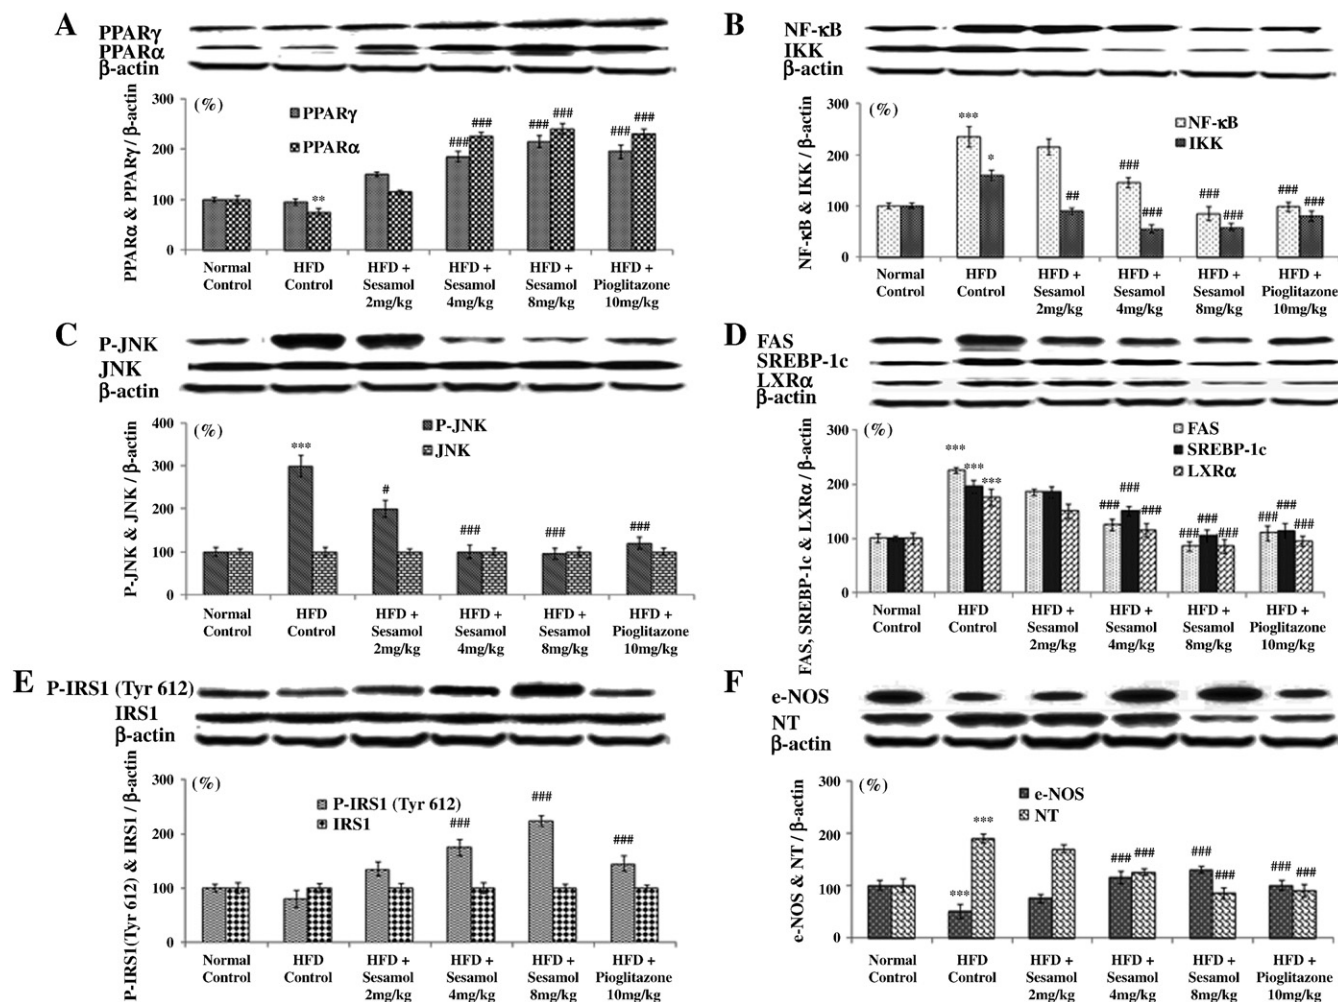 A
PPARγ
PPARα
β-actin
(%)
PPARγ
PPARα
PPARα & PPARγ / β-actin
300
200
100
0
** ### ### ### ### ### ###
Normal Control
HFD Control
HFD + Sesamol 2mg/kg
HFD + Sesamol 4mg/kg
HFD + Sesamol 8mg/kg
HFD + Pioglitazone 10mg/kg
B
NF-κB
IKK
β-actin
(%)
NF-κB
IKK
NF-κB & IKK / β-actin
300
200
100
0
*** * ## ### ### ### ### ### ###
Normal Control
HFD Control
HFD + Sesamol 2mg/kg
HFD + Sesamol 4mg/kg
HFD + Sesamol 8mg/kg
HFD + Pioglitazone 10mg/kg
C
P-JNK
JNK
β-actin
(%)
P-JNK
JNK
P-JNK & JNK / β-actin
400
300
200
100
0
*** # ### ### ###
Normal Control
HFD Control
HFD + Sesamol 2mg/kg
HFD + Sesamol 4mg/kg
HFD + Sesamol 8mg/kg
HFD + Pioglitazone 10mg/kg
D
FAS
SREBP-1c
LXRα
β-actin
(%)
FAS
SREBP-1c
LXRα
FAS, SREBP-1c & LXRα / β-actin
300
200
100
0
*** *** *** ### ### ### ### ### ### ### ### ###
Normal Control
HFD Control
HFD + Sesamol 2mg/kg
HFD + Sesamol 4mg/kg
HFD + Sesamol 8mg/kg
HFD + Pioglitazone 10mg/kg
E
P-IRS1 (Tyr 612)
IRS1
β-actin
(%)
P-IRS1 (Tyr 612)
IRS1
P-IRS1(Tyr 612) & IRS1 / β-actin
300
200
100
0
### ### ###
Normal Control
HFD Control
HFD + Sesamol 2mg/kg
HFD + Sesamol 4mg/kg
HFD + Sesamol 8mg/kg
HFD + Pioglitazone 10mg/kg
F
e-NOS
NT
β-actin
(%)
e-NOS
NT
e-NOS & NT / β-actin
300
200
100
0
*** *** ### ### ### ### ### ###
Normal Control
HFD Control
HFD + Sesamol 2mg/kg
HFD + Sesamol 4mg/kg
HFD + Sesamol 8mg/kg
HFD + Pioglitazone 10mg/kg